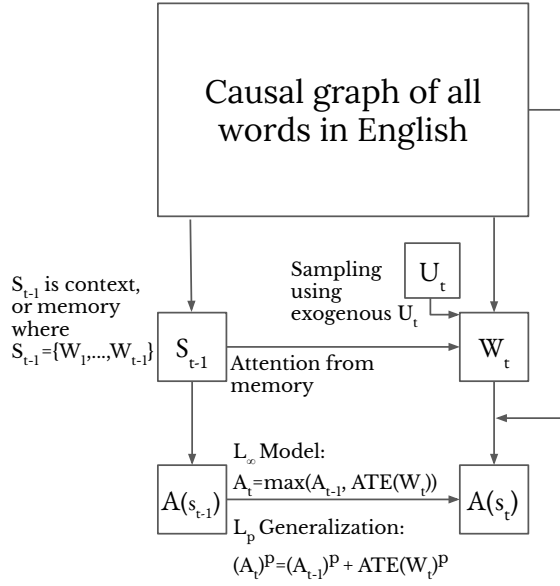 Causal graph of all
words in English
S_{t-1} is context,
or memory
where
S_{t-1}={W_1,...,W_{t-1}}
Sampling
using
exogenous U_t
U_t
S_{t-1}
W_t
Attention from
memory
L_∞ Model:
A_t=max(A_{t-1}, ATE(W_t))
A(s_{t-1})
A(s_t)
L_p Generalization:
(A_t)^p=(A_{t-1})^p + ATE(W_t)^p